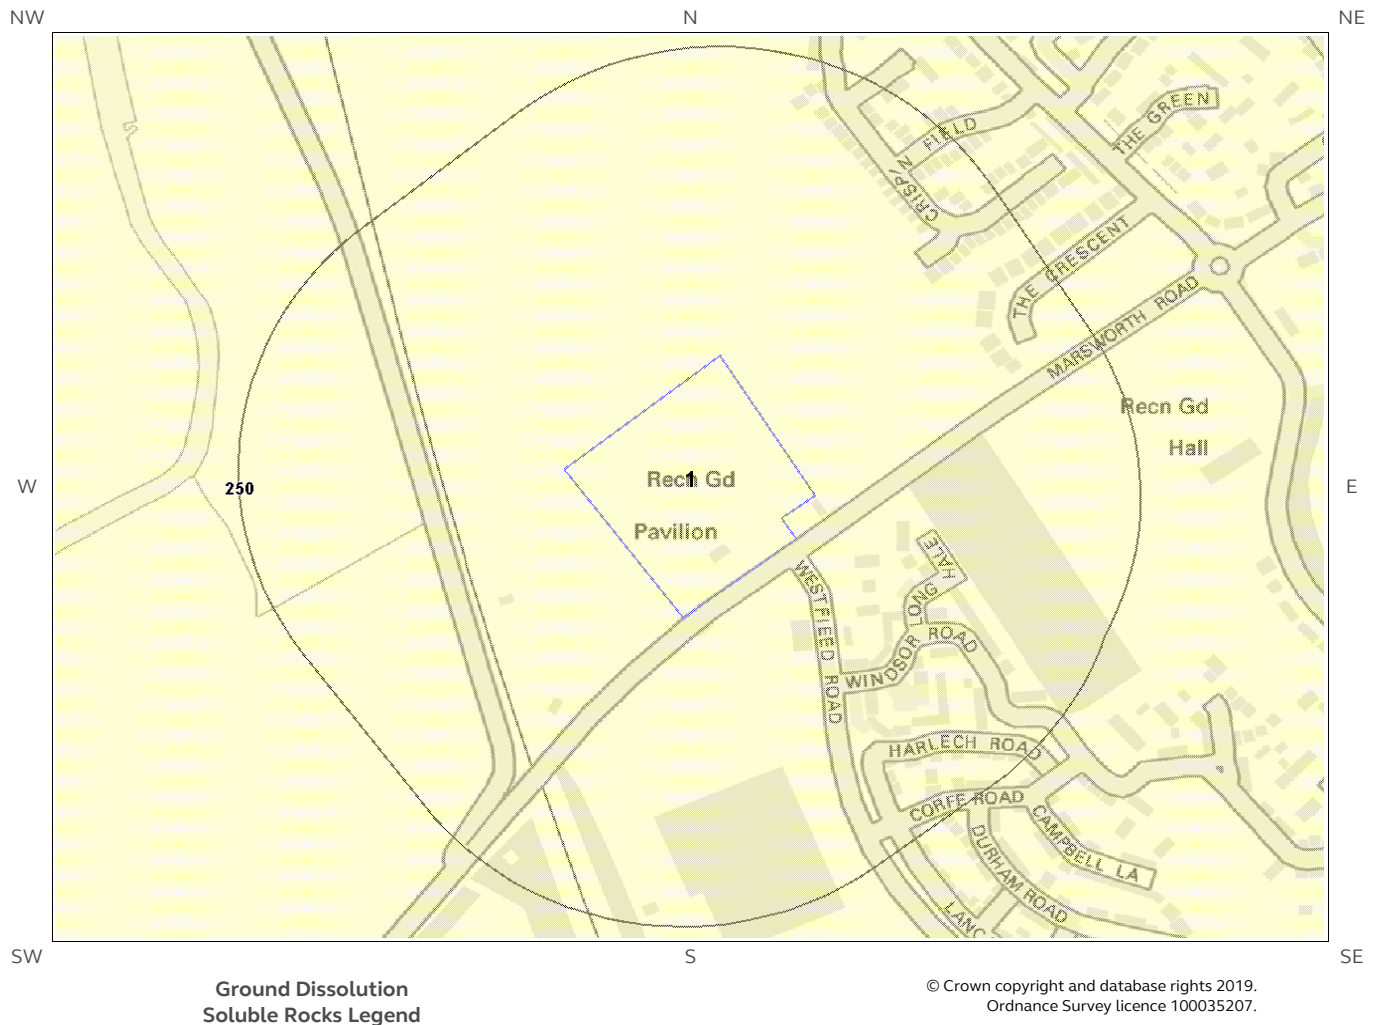 NW
N
NE
THE GREEN
CRISPIN FIELD
THE CRESCENT
MARSWORTH ROAD
Recn Gd
Hall
W
250
Recn Gd
1
Pavilion
E
WESTFIEED ROAD
LONG HALE
WINDSOR ROAD
HARLECH ROAD
CORFE ROAD
CAMPBELL LA
DURHAM ROAD
LANC
SW
S
SE
Ground Dissolution
Soluble Rocks Legend
© Crown copyright and database rights 2019.
Ordnance Survey licence 100035207.